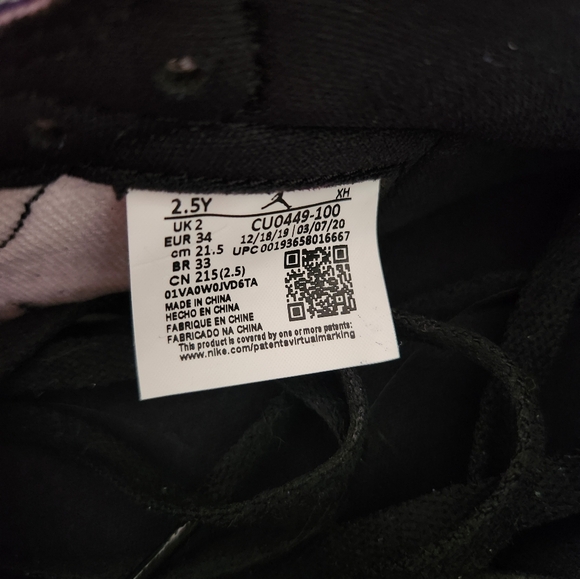 2.5Y XH
UK 2 CU0449-100
EUR 34 12/18/19 | 03/07/20
cm 21.5 UPC 00193658016667
BR 33
CN 215(2.5)
01VA0W0JVD6TA
MADE IN CHINA
HECHO EN CHINA
FABRIQUE EN CHINE
FABRICADO NA CHINA
This product is covered by one or more patents:
www.nike.com/patentsvirtualmarking